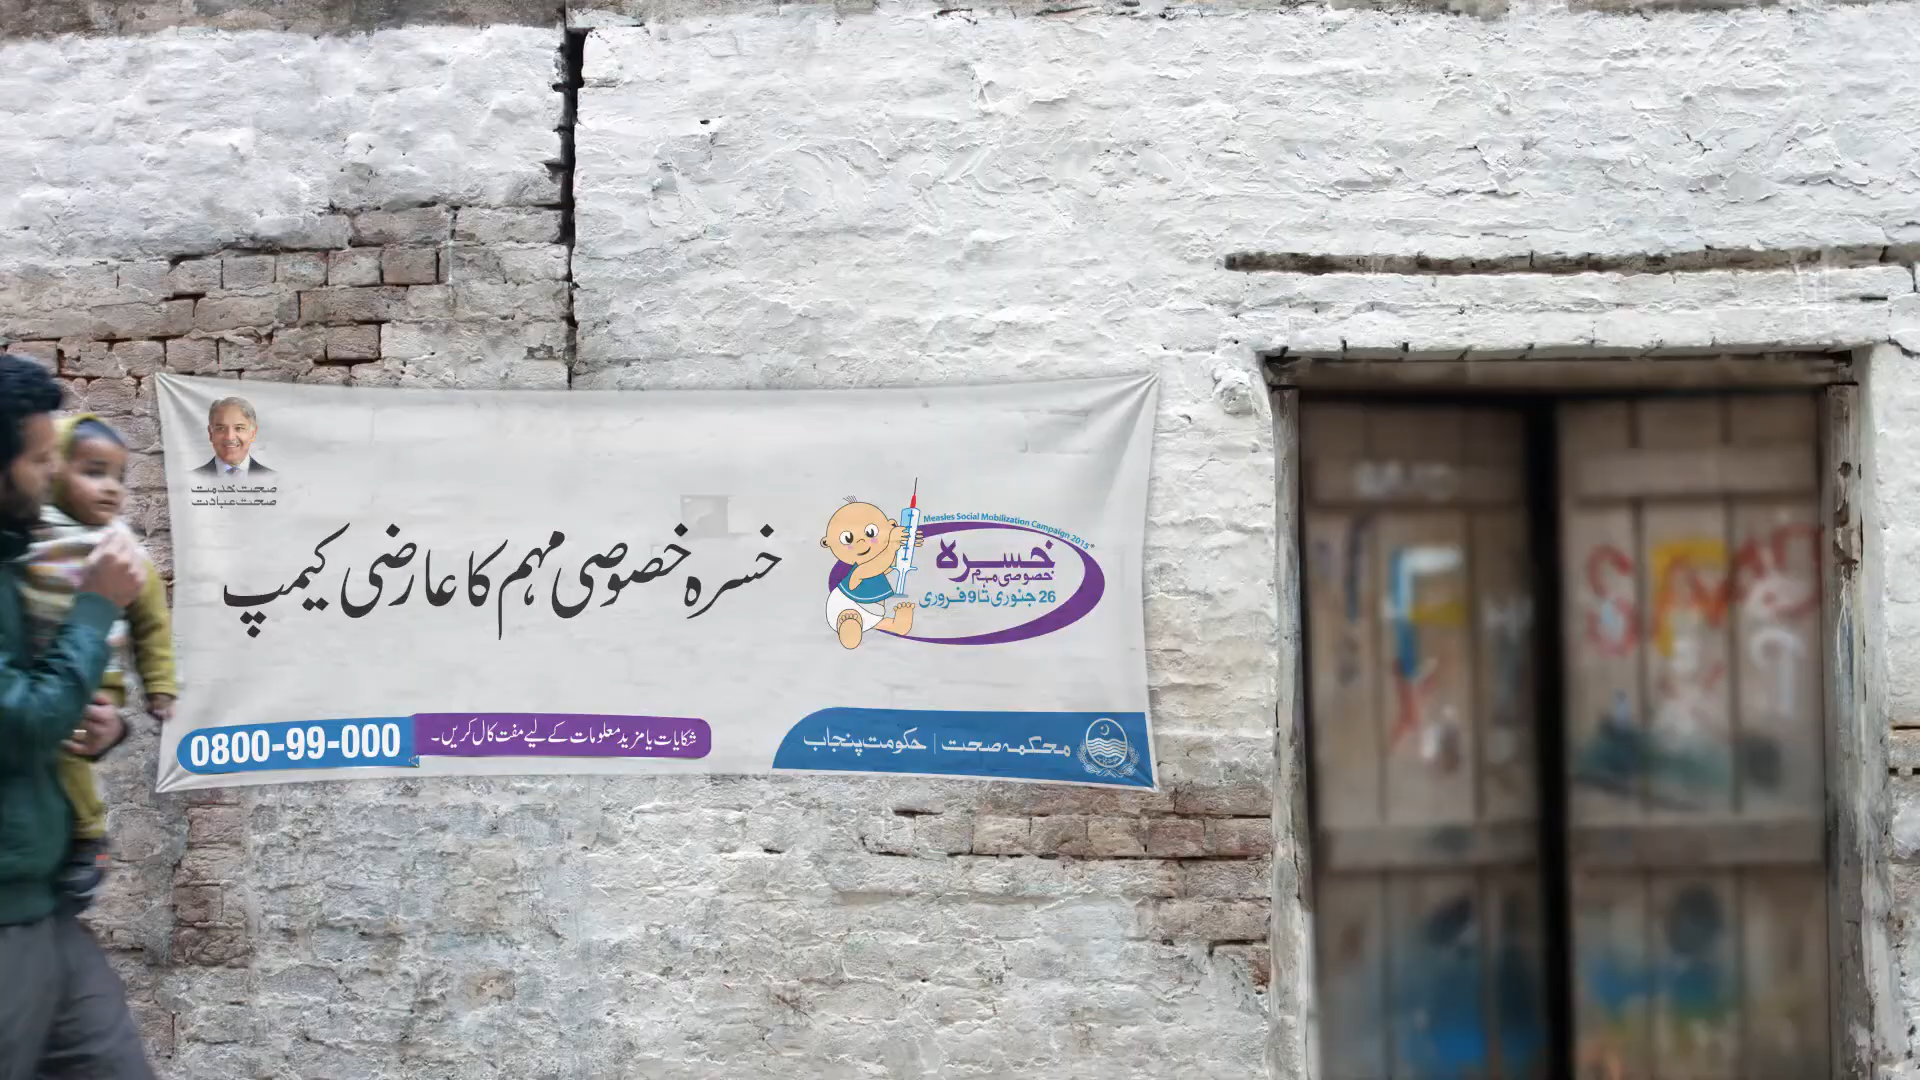 صحت خدمت
صحت عبادت
خسرہ خصوصی مہم کا عارضی کیمپ
Measles Social Mobilization Campaign 2015*
خسرہ
خصوصی مہم
26 جنوری تا 9 فروری
شکایات یا مزید معلومات کے لیے مفت کال کریں۔
0800-99-000
محکمہ صحت | حکومت پنجاب